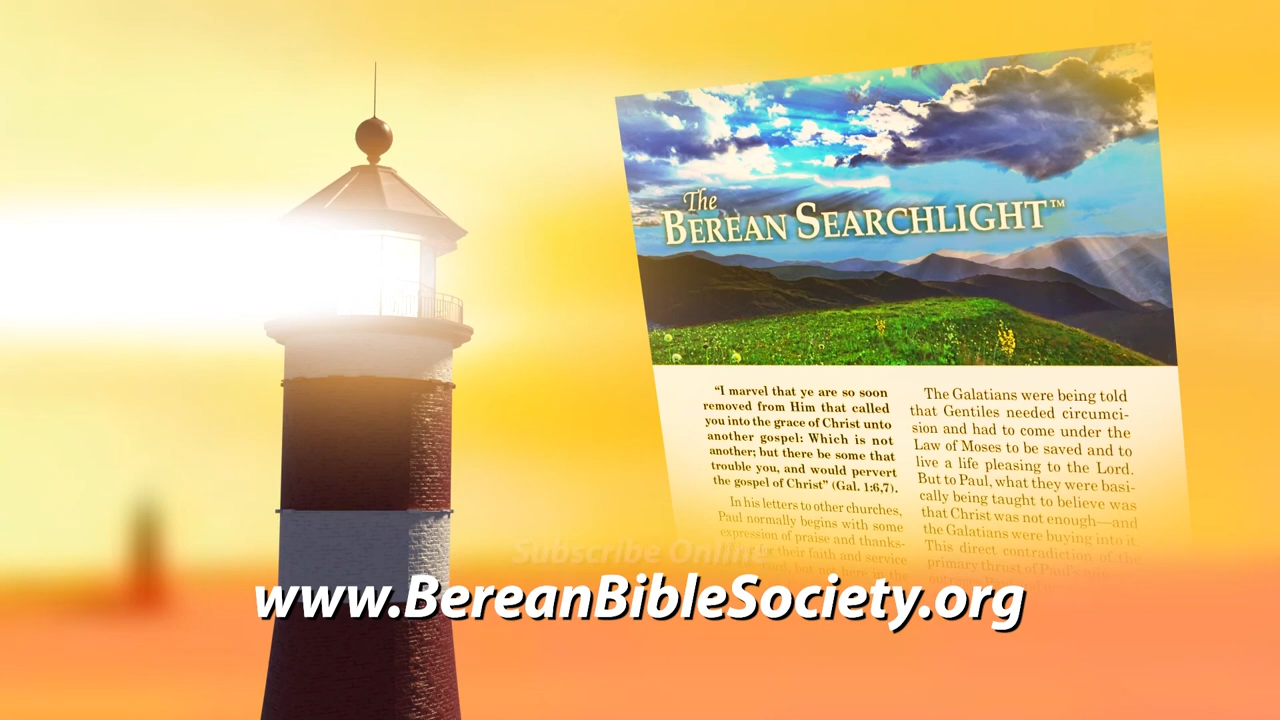 The
BEREAN SEARCHLIGHT™
“I marvel that ye are so soon
removed from Him that called
you into the grace of Christ unto
another gospel: Which is not
another; but there be some that
trouble you, and would pervert
the gospel of Christ” (Gal. 1:6,7).
In his letters to other churches,
Paul normally begins with some
expression of praise and thanks-
for their faith and service
The Galatians were being told
that Gentiles needed circumci-
sion and had to come under the
Law of Moses to be saved and to
live a life pleasing to the Lord.
But to Paul, what they were basi-
cally being taught to believe was
that Christ was not enough—and
the Galatians were buying into it.
This direct contradiction of the
primary thrust of Paul's
Subscribe Online
www.BereanBibleSociety.org